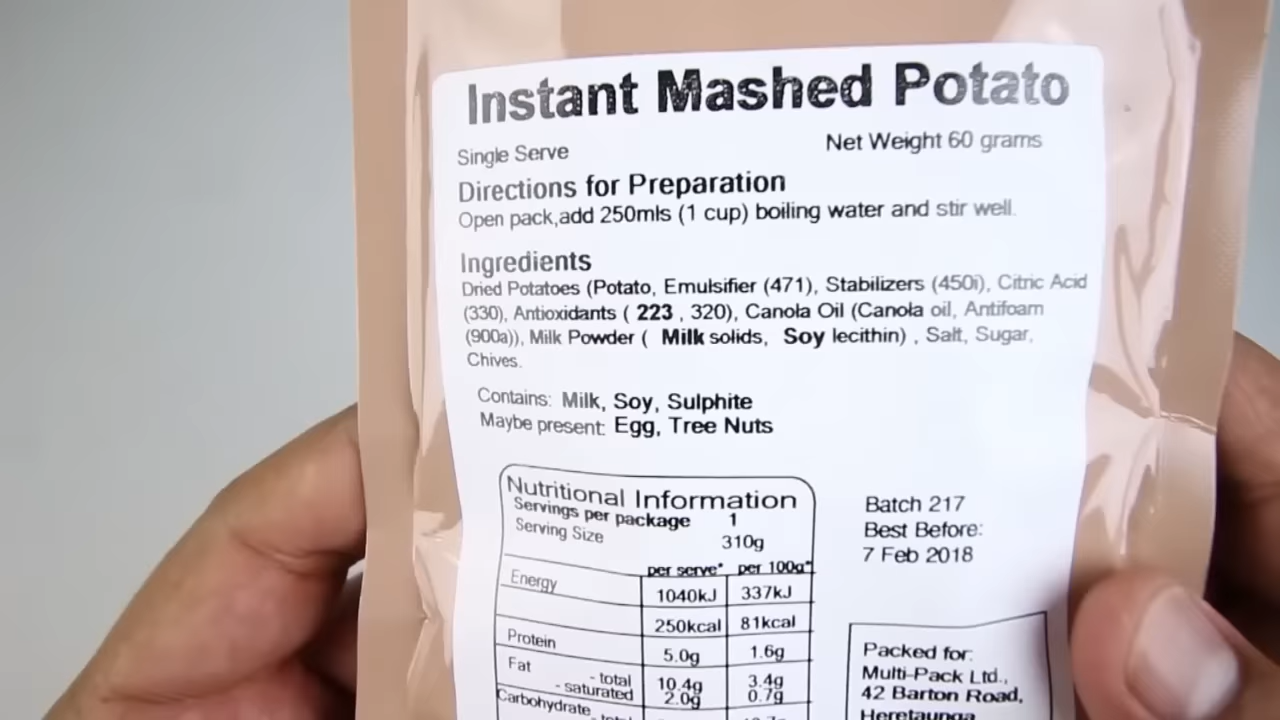 Instant Mashed Potato
Single Serve
Net Weight 60 grams
Directions for Preparation
Open pack,add 250mls (1 cup) boiling water and stir well.
Ingredients
Dried Potatoes (Potato, Emulsifier (471), Stabilizers (450i), Citric Acid
(330), Antioxidants ( 223 , 320), Canola Oil (Canola oil, Antifoam
(900a)), Milk Powder ( Milk solids, Soy lecithin) , Salt, Sugar,
Chives.
Contains: Milk, Soy, Sulphite
Maybe present: Egg, Tree Nuts
Nutritional Information
Servings per package 1
Serving Size 310g
per serve* per 100g*
Energy 1040kJ 337kJ
250kcal 81kcal
Protein 5.0g 1.6g
Fat - total 10.4g 3.4g
- saturated 2.0g 0.7g
Carbohydrate
Batch 217
Best Before:
7 Feb 2018
Packed for:
Multi-Pack Ltd.,
42 Barton Road,
Heretaunga